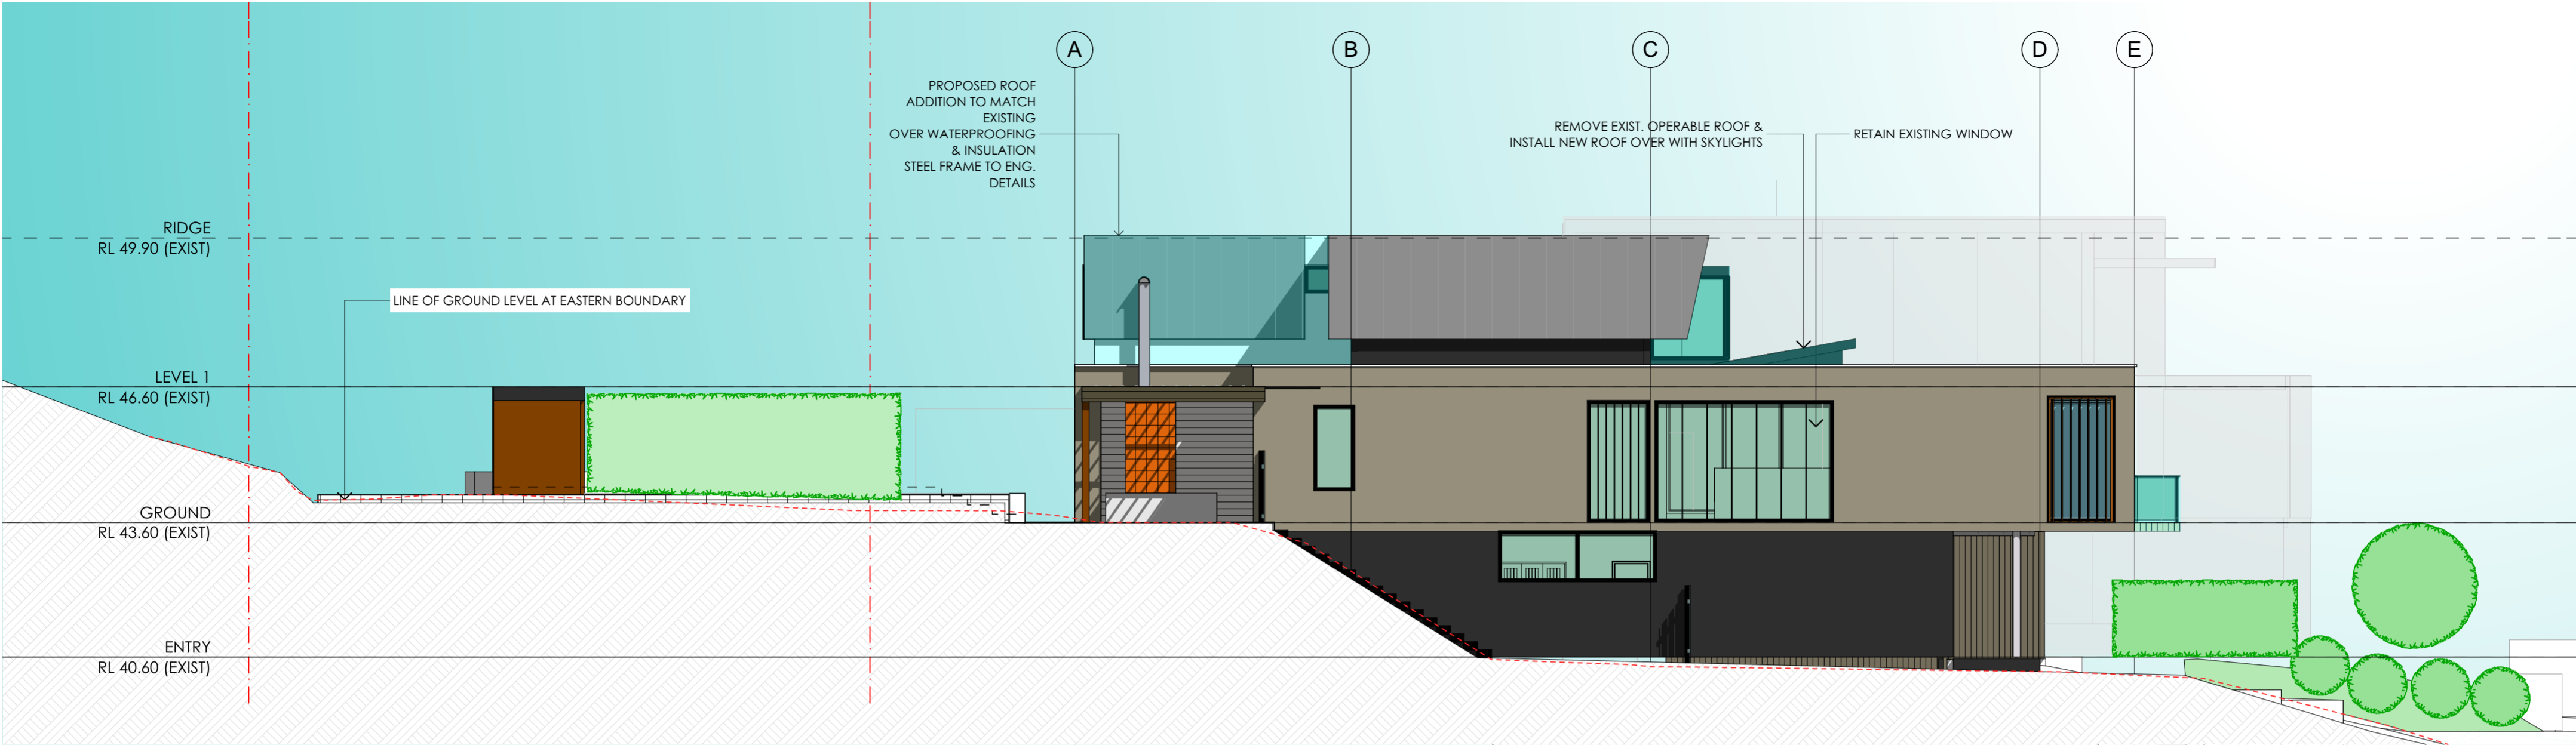 A
B
C
D
E
PROPOSED ROOF
ADDITION TO MATCH
EXISTING
OVER WATERPROOFING
& INSULATION
STEEL FRAME TO ENG.
DETAILS
REMOVE EXIST. OPERABLE ROOF &
INSTALL NEW ROOF OVER WITH SKYLIGHTS
RETAIN EXISTING WINDOW
RIDGE
RL 49.90 (EXIST)
LINE OF GROUND LEVEL AT EASTERN BOUNDARY
LEVEL 1
RL 46.60 (EXIST)
GROUND
RL 43.60 (EXIST)
ENTRY
RL 40.60 (EXIST)